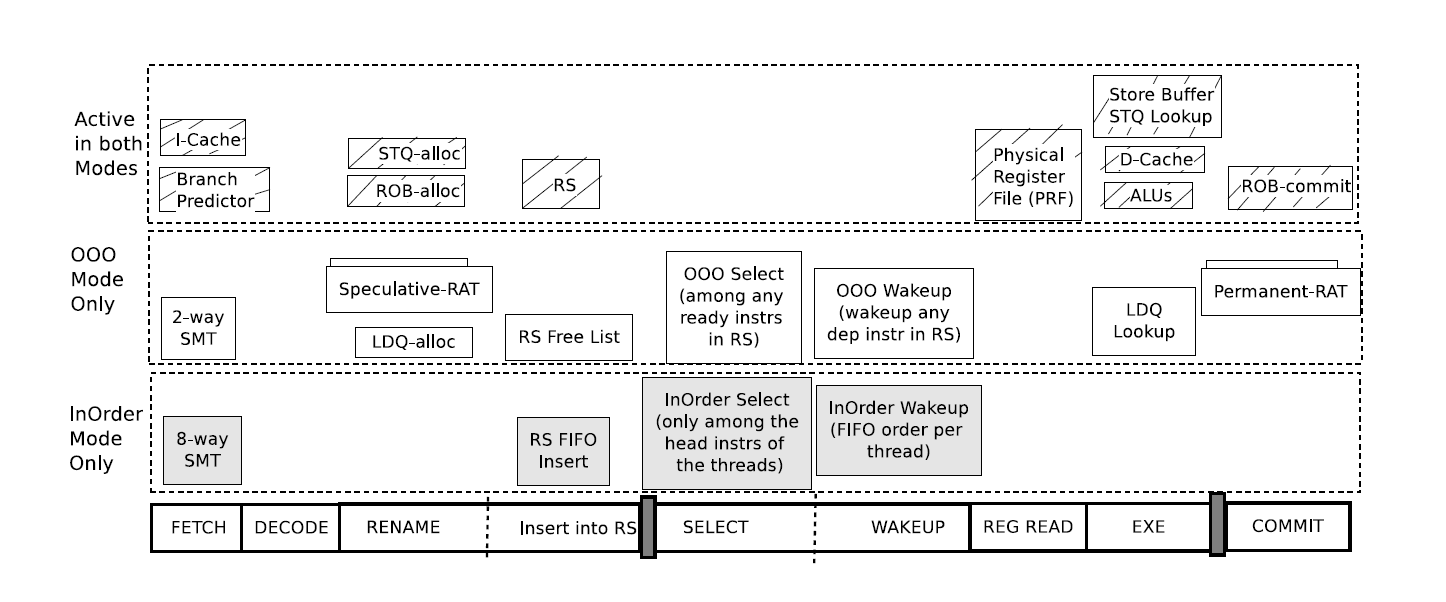 Active
in both
Modes
I-Cache
Branch
Predictor
STQ-alloc
ROB-alloc
RS
Physical
Register
File (PRF)
Store Buffer
STQ Lookup
D-Cache
ALUs
ROB-commit
OOO
Mode
Only
2-way
SMT
Speculative-RAT
LDQ-alloc
RS Free List
OOO Select
(among any
ready instrs
in RS)
OOO Wakeup
(wakeup any
dep instr in RS)
LDQ
Lookup
Permanent-RAT
InOrder
Mode
Only
8-way
SMT
RS FIFO
Insert
InOrder Select
(only among the
head instrs of
the threads)
InOrder Wakeup
(FIFO order per
thread)
FETCH
DECODE
RENAME
Insert into RS
SELECT
WAKEUP
REG READ
EXE
COMMIT